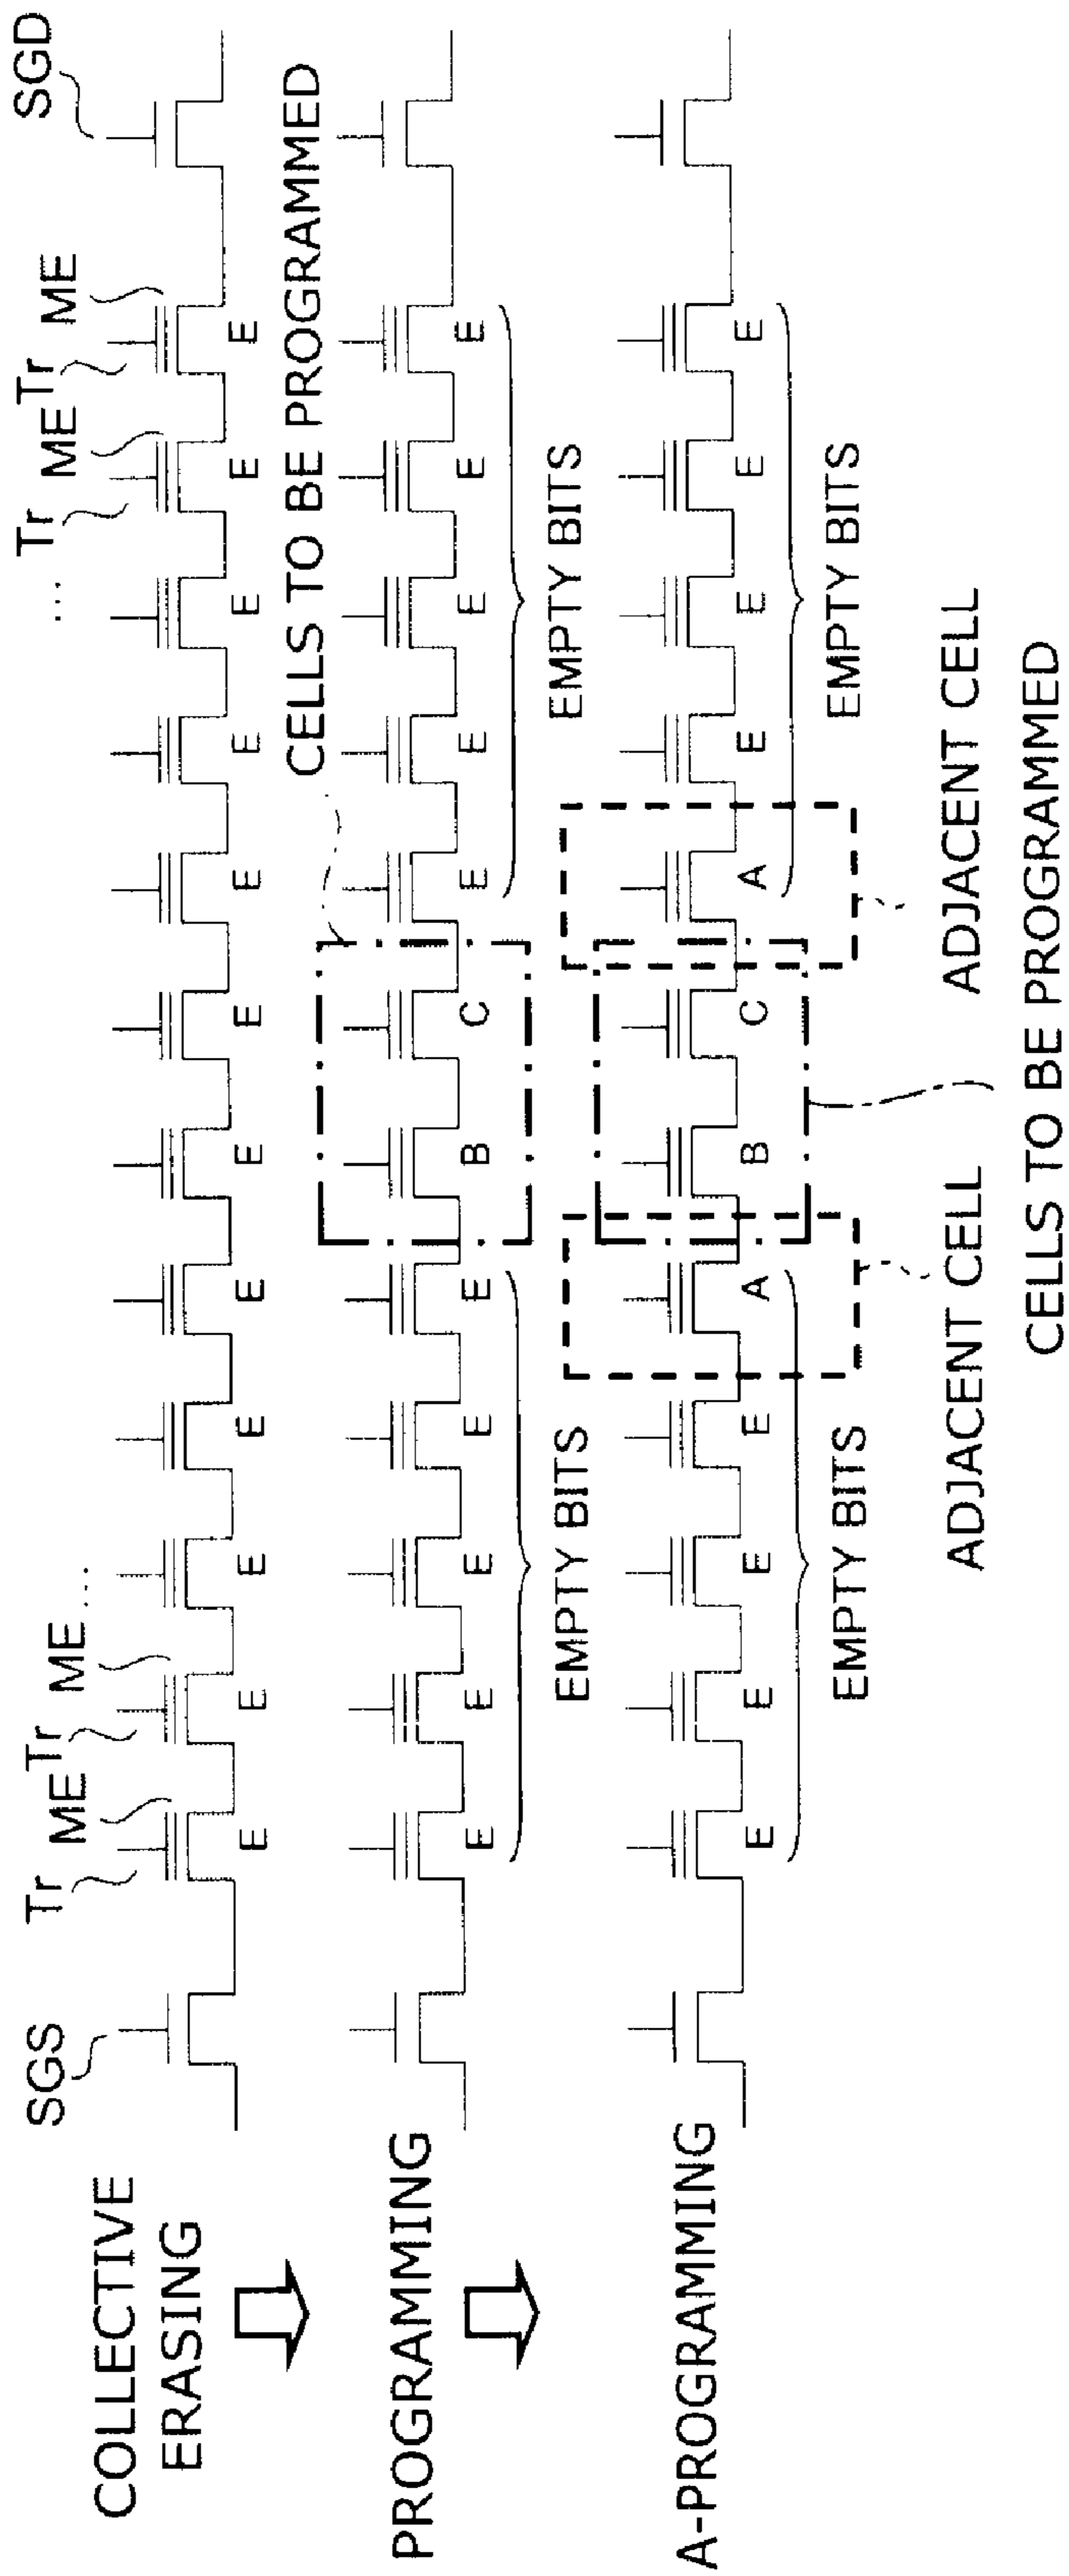 SGS Tr ME Tr ME ... ... Tr ME Tr ME SGD
COLLECTIVE
ERASING
E E E E E E E E E E E E
CELLS TO BE PROGRAMMED
PROGRAMMING
E E E E E B C E E E E E
EMPTY BITS EMPTY BITS
A-PROGRAMMING
E E E E A B C A E E E E
EMPTY BITS EMPTY BITS
ADJACENT CELL ADJACENT CELL
CELLS TO BE PROGRAMMED